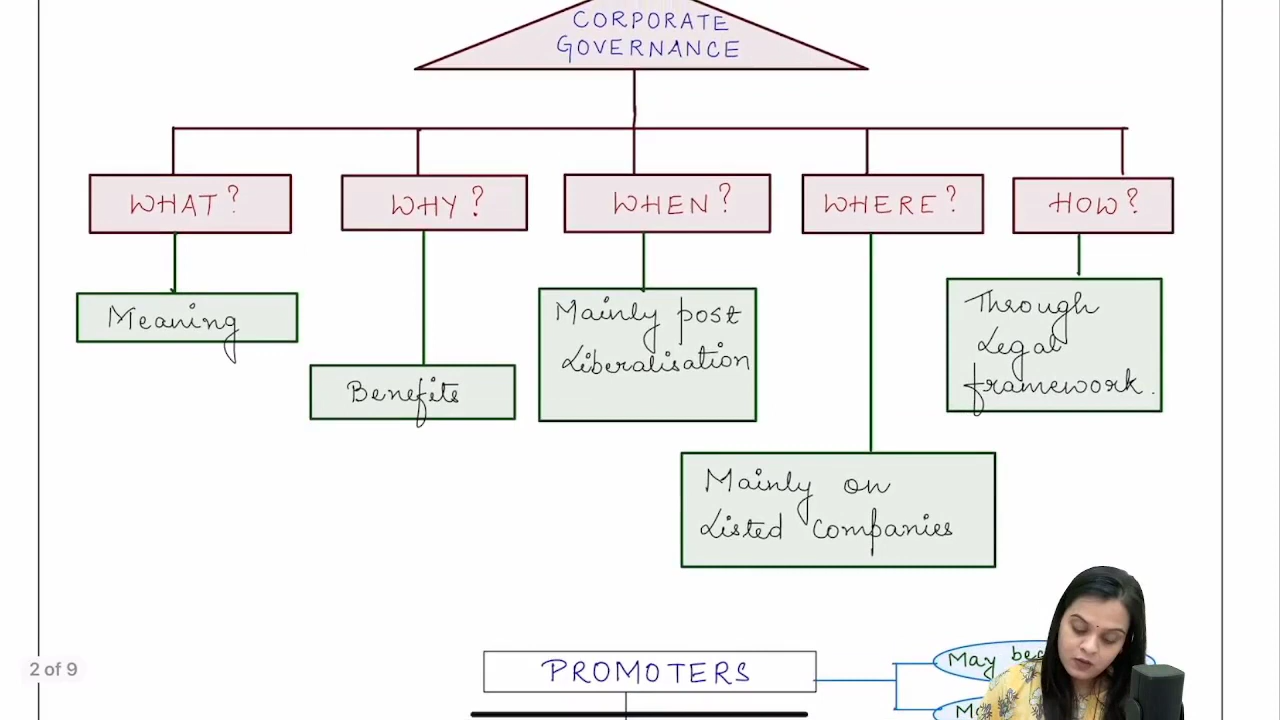 CORPORATE
GOVERNANCE
WHAT?
WHY?
WHEN?
WHERE?
HOW?
Meaning
Benefits
Mainly post
Liberalisation
Mainly on
Listed Companies
Through
Legal
framework.
2 of 9
PROMOTERS
May